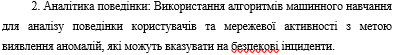 2. Аналітика поведінки: Використання алгоритмів машинного навчання
для аналізу поведінки користувачів та мережевої активності з метою
виявлення аномалій, які можуть вказувати на безпекові інциденти.